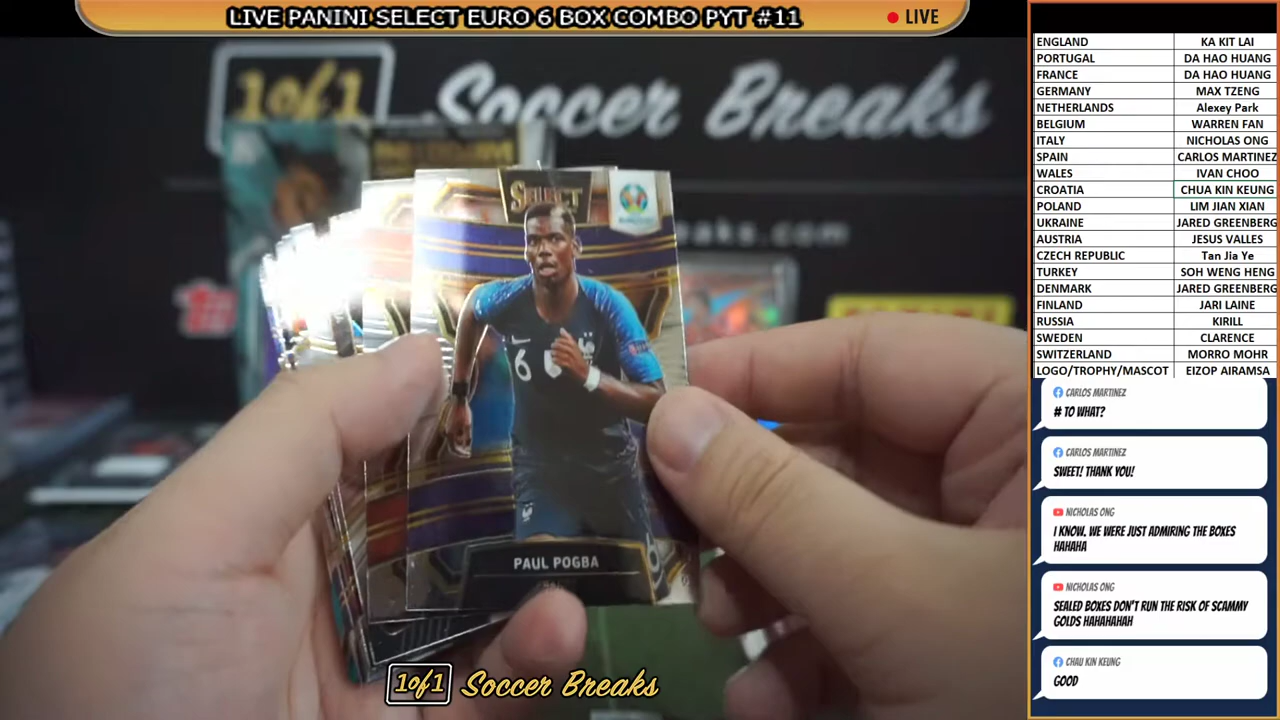 LIVE PANINI SELECT EURO 6 BOX COMBO PYT #11
LIVE
1of1 Soccer Breaks
SELECT
6
PAUL POGBA
1of1 Soccer Breaks
ENGLAND KA KIT LAI
PORTUGAL DA HAO HUANG
FRANCE DA HAO HUANG
GERMANY MAX TZENG
NETHERLANDS Alexey Park
BELGIUM WARREN FAN
ITALY NICHOLAS ONG
SPAIN CARLOS MARTINEZ
WALES IVAN CHOO
CROATIA CHUA KIN KEUNG
POLAND LIM JIAN XIAN
UKRAINE JARED GREENBERG
AUSTRIA JESUS VALLES
CZECH REPUBLIC Tan Jia Ye
TURKEY SOH WENG HENG
DENMARK JARED GREENBERG
FINLAND JARI LAINE
RUSSIA KIRILL
SWEDEN CLARENCE
SWITZERLAND MORRO MOHR
LOGO/TROPHY/MASCOT EIZOP AIRAMSA
CARLOS MARTINEZ
# TO WHAT?
CARLOS MARTINEZ
SWEET! THANK YOU!
NICHOLAS ONG
I KNOW. WE WERE JUST ADMIRING THE BOXES
HAHAHA
NICHOLAS ONG
SEALED BOXES DON'T RUN THE RISK OF SCAMMY
GOLDS HAHAHAHAH
CHAU KIN KEUNG
GOOD